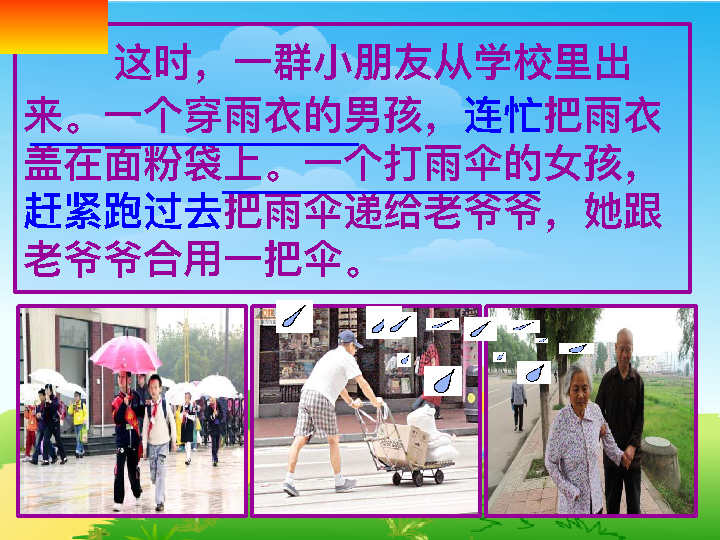 这时，一群小朋友从学校里出
来。一个穿雨衣的男孩，连忙把雨衣
盖在面粉袋上。一个打雨伞的女孩，
赶紧跑过去把雨伞递给老爷爷，她跟
老爷爷合用一把伞。